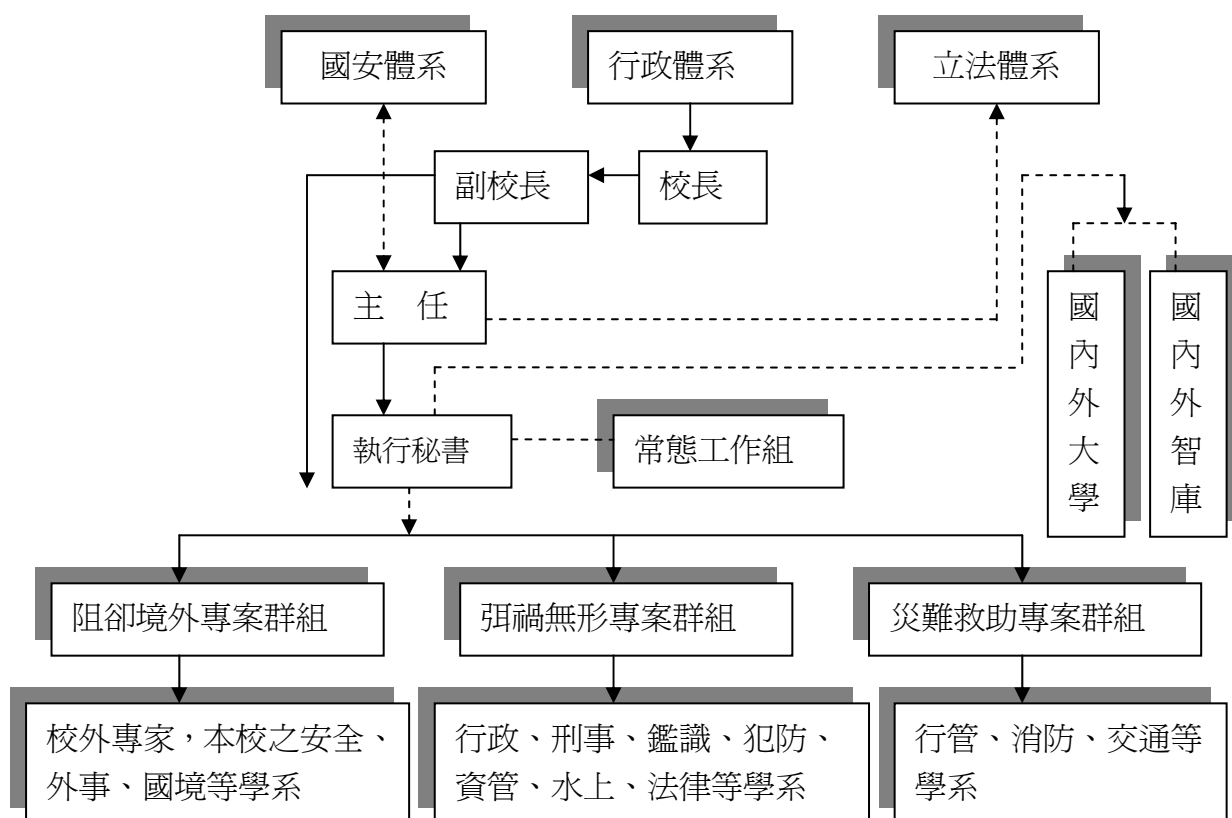 國安體系
行政體系
立法體系
副校長
校長
主 任
國內外大學
國內外智庫
執行秘書
常態工作組
阻卻境外專案群組
弭禍無形專案群組
災難救助專案群組
校外專家，本校之安全、
外事、國境等學系
行政、刑事、鑑識、犯防、
資管、水上、法律等學系
行管、消防、交通等
學系